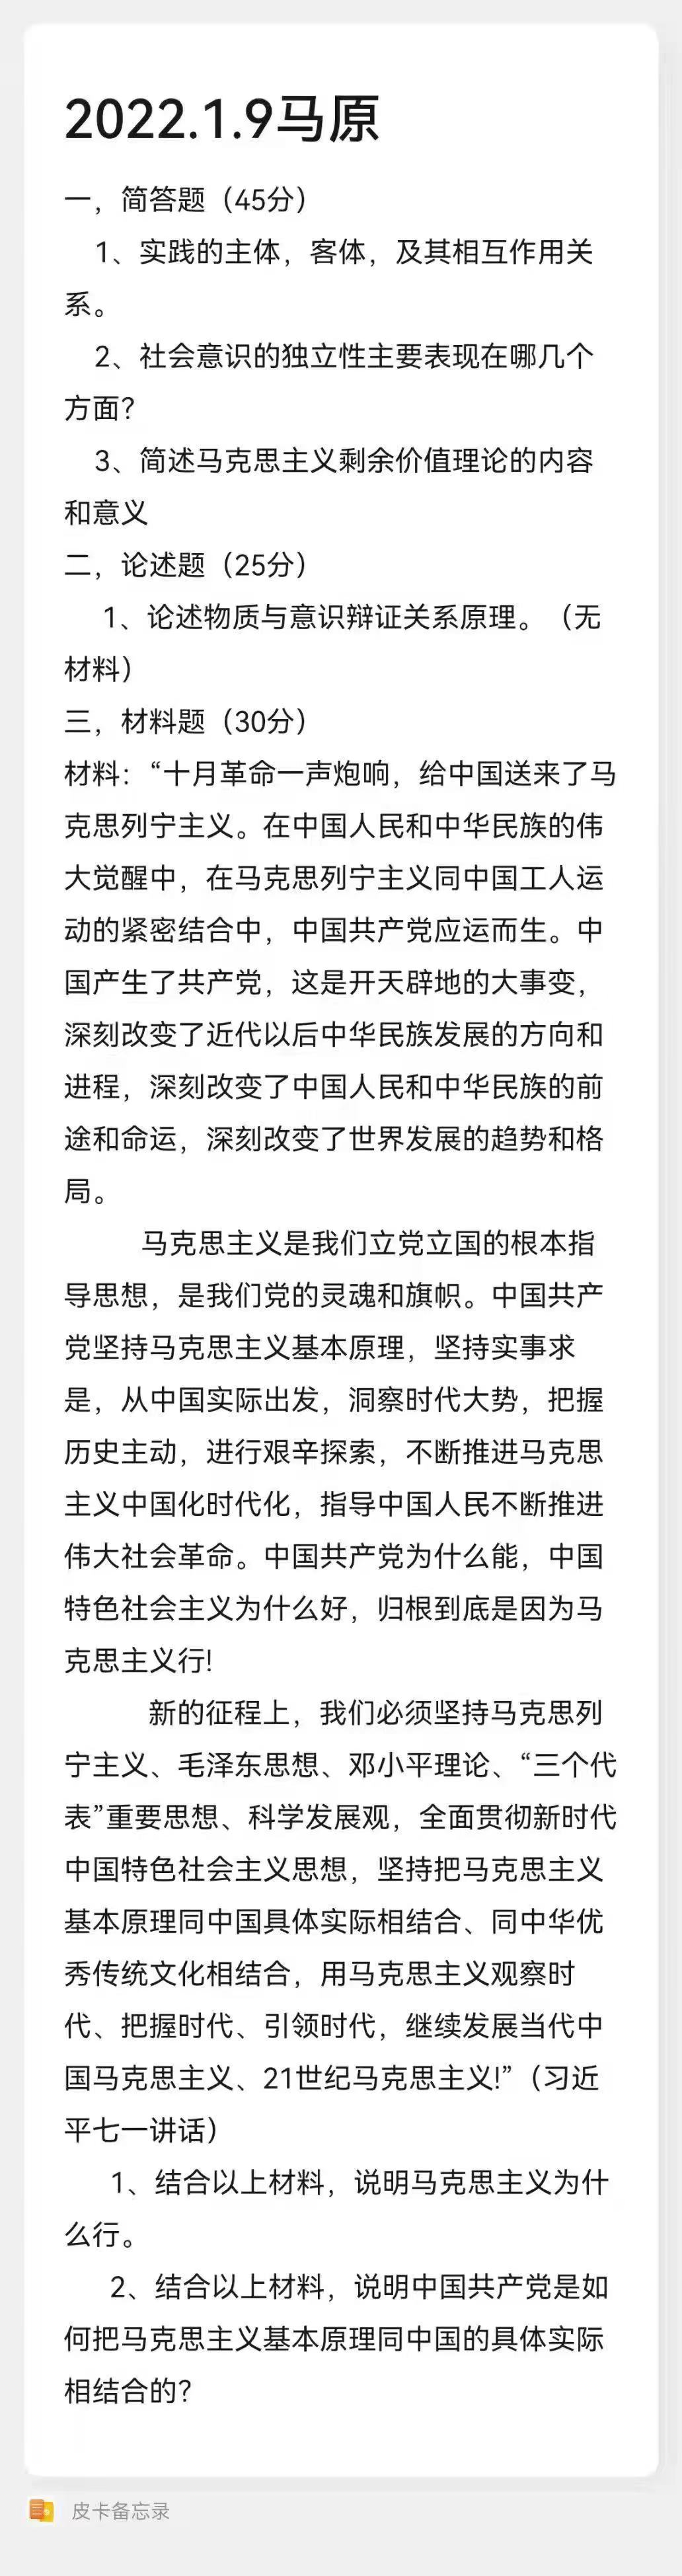 2022.1.9马原
一，简答题（45分）
1、实践的主体，客体，及其相互作用关
系。
2、社会意识的独立性主要表现在哪几个
方面？
3、简述马克思主义剩余价值理论的内容
和意义
二，论述题（25分）
1、论述物质与意识辩证关系原理。（无
材料）
三，材料题（30分）
材料：“十月革命一声炮响，给中国送来了马
克思列宁主义。在中国人民和中华民族的伟
大觉醒中，在马克思列宁主义同中国工人运
动的紧密结合中，中国共产党应运而生。中
国产生了共产党，这是开天辟地的大事变，
深刻改变了近代以后中华民族发展的方向和
进程，深刻改变了中国人民和中华民族的前
途和命运，深刻改变了世界发展的趋势和格
局。
马克思主义是我们立党立国的根本指
导思想，是我们党的灵魂和旗帜。中国共产
党坚持马克思主义基本原理，坚持实事求
是，从中国实际出发，洞察时代大势，把握
历史主动，进行艰辛探索，不断推进马克思
主义中国化时代化，指导中国人民不断推进
伟大社会革命。中国共产党为什么能，中国
特色社会主义为什么好，归根到底是因为马
克思主义行!
新的征程上，我们必须坚持马克思列
宁主义、毛泽东思想、邓小平理论、“三个代
表”重要思想、科学发展观，全面贯彻新时代
中国特色社会主义思想，坚持把马克思主义
基本原理同中国具体实际相结合、同中华优
秀传统文化相结合，用马克思主义观察时
代、把握时代、引领时代，继续发展当代中
国马克思主义、21世纪马克思主义!”（习近
平七一讲话）
1、结合以上材料，说明马克思主义为什
么行。
2、结合以上材料，说明中国共产党是如
何把马克思主义基本原理同中国的具体实际
相结合的？
皮卡备忘录